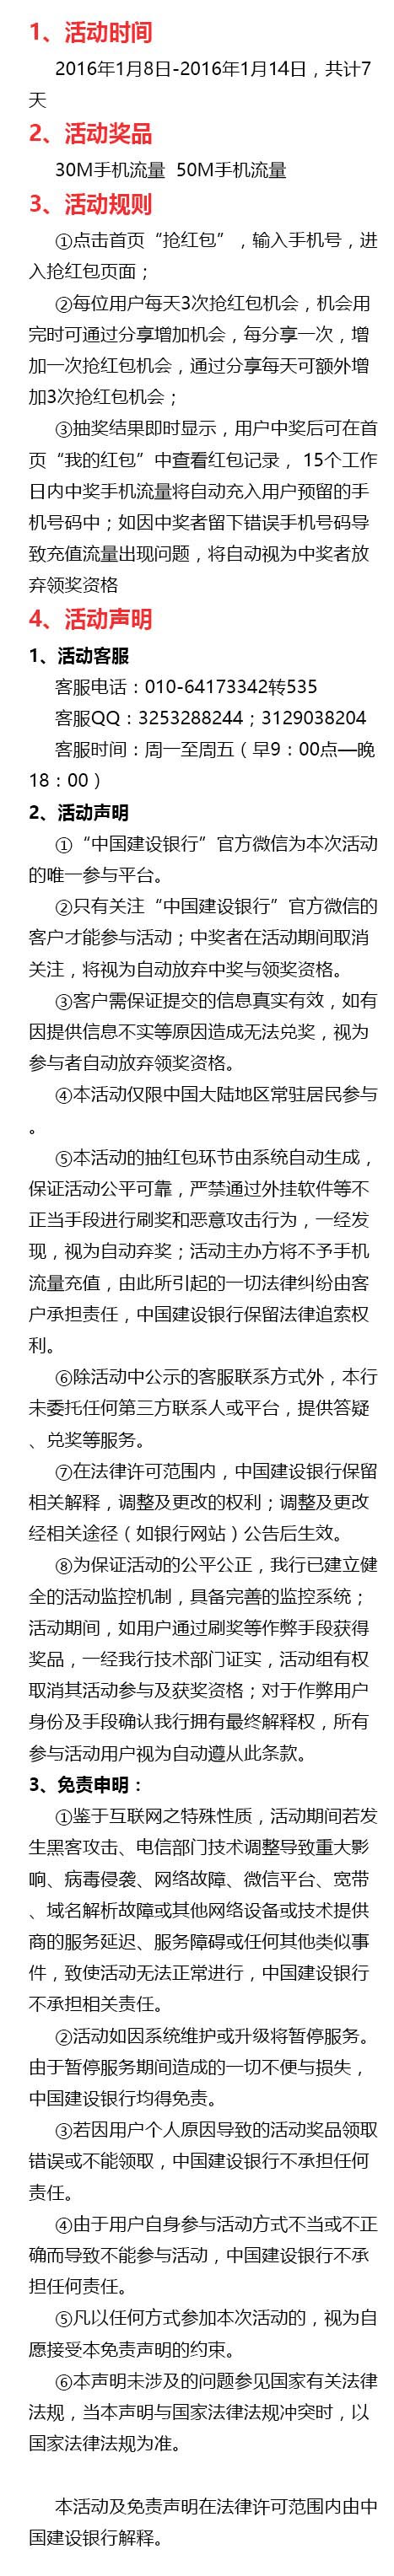 1、活动时间
2016年1月8日-2016年1月14日，共计7
天
2、活动奖品
30M手机流量  50M手机流量
3、活动规则
①点击首页“抢红包”，输入手机号，进
入抢红包页面；
②每位用户每天3次抢红包机会，机会用
完时可通过分享增加机会，每分享一次，增
加一次抢红包机会，通过分享每天可额外增
加3次抢红包机会；
③抽奖结果即时显示，用户中奖后可在首
页“我的红包”中查看红包记录， 15个工作
日内中奖手机流量将自动充入用户预留的手
机号码中；如因中奖者留下错误手机号码导
致充值流量出现问题，将自动视为中奖者放
弃领奖资格
4、活动声明
1、活动客服
客服电话：010-64173342转535
客服QQ：3253288244；3129038204
客服时间：周一至周五（早9：00点—晚
18：00）
2、活动声明
①“中国建设银行”官方微信为本次活动
的唯一参与平台。
②只有关注“中国建设银行”官方微信的
客户才能参与活动；中奖者在活动期间取消
关注，将视为自动放弃中奖与领奖资格。
③客户需保证提交的信息真实有效，如有
因提供信息不实等原因造成无法兑奖，视为
参与者自动放弃领奖资格。
④本活动仅限中国大陆地区常驻居民参与
。
⑤本活动的抽红包环节由系统自动生成，
保证活动公平可靠，严禁通过外挂软件等不
正当手段进行刷奖和恶意攻击行为，一经发
现，视为自动弃奖；活动主办方将不予手机
流量充值，由此所引起的一切法律纠纷由客
户承担责任，中国建设银行保留法律追索权
利。
⑥除活动中公示的客服联系方式外，本行
未委托任何第三方联系人或平台，提供答疑
、兑奖等服务。
⑦在法律许可范围内，中国建设银行保留
相关解释，调整及更改的权利；调整及更改
经相关途径（如银行网站）公告后生效。
⑧为保证活动的公平公正，我行已建立健
全的活动监控机制，具备完善的监控系统；
活动期间，如用户通过刷奖等作弊手段获得
奖品，一经我行技术部门证实，活动组有权
取消其活动参与及获奖资格；对于作弊用户
身份及手段确认我行拥有最终解释权，所有
参与活动用户视为自动遵从此条款。
3、免责申明：
①鉴于互联网之特殊性质，活动期间若发
生黑客攻击、电信部门技术调整导致重大影
响、病毒侵袭、网络故障、微信平台、宽带
、域名解析故障或其他网络设备或技术提供
商的服务延迟、服务障碍或任何其他类似事
件，致使活动无法正常进行，中国建设银行
不承担相关责任。
②活动如因系统维护或升级将暂停服务。
由于暂停服务期间造成的一切不便与损失，
中国建设银行均得免责。
③若因用户个人原因导致的活动奖品领取
错误或不能领取，中国建设银行不承担任何
责任。
④由于用户自身参与活动方式不当或不正
确而导致不能参与活动，中国建设银行不承
担任何责任。
⑤凡以任何方式参加本次活动的，视为自
愿接受本免责声明的约束。
⑥本声明未涉及的问题参见国家有关法律
法规，当本声明与国家法律法规冲突时，以
国家法律法规为准。
本活动及免责声明在法律许可范围内由中
国建设银行解释。